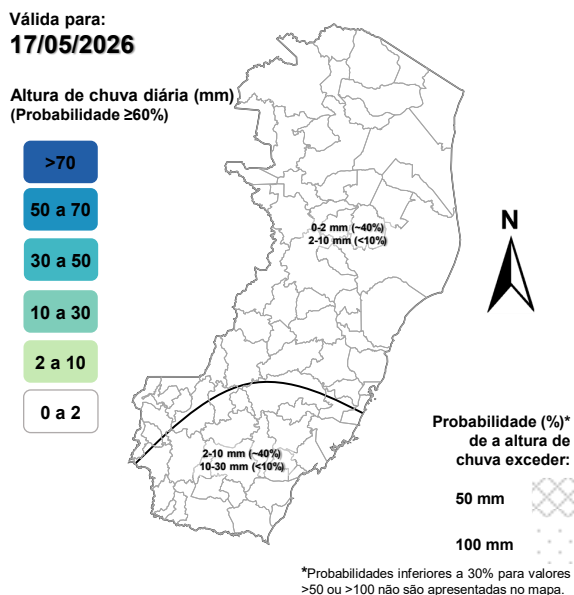 Válida para:
17/05/2026
Altura de chuva diária (mm)
(Probabilidade ≥60%)
>70
50 a 70
30 a 50
10 a 30
2 a 10
0 a 2
0-2 mm (~40%)
2-10 mm (<10%)
N
2-10 mm (~40%)
10-30 mm (<10%)
Probabilidade (%)*
de a altura de
chuva exceder:
50 mm
100 mm
*Probabilidades inferiores a 30% para valores
>50 ou >100 não são apresentadas no mapa.